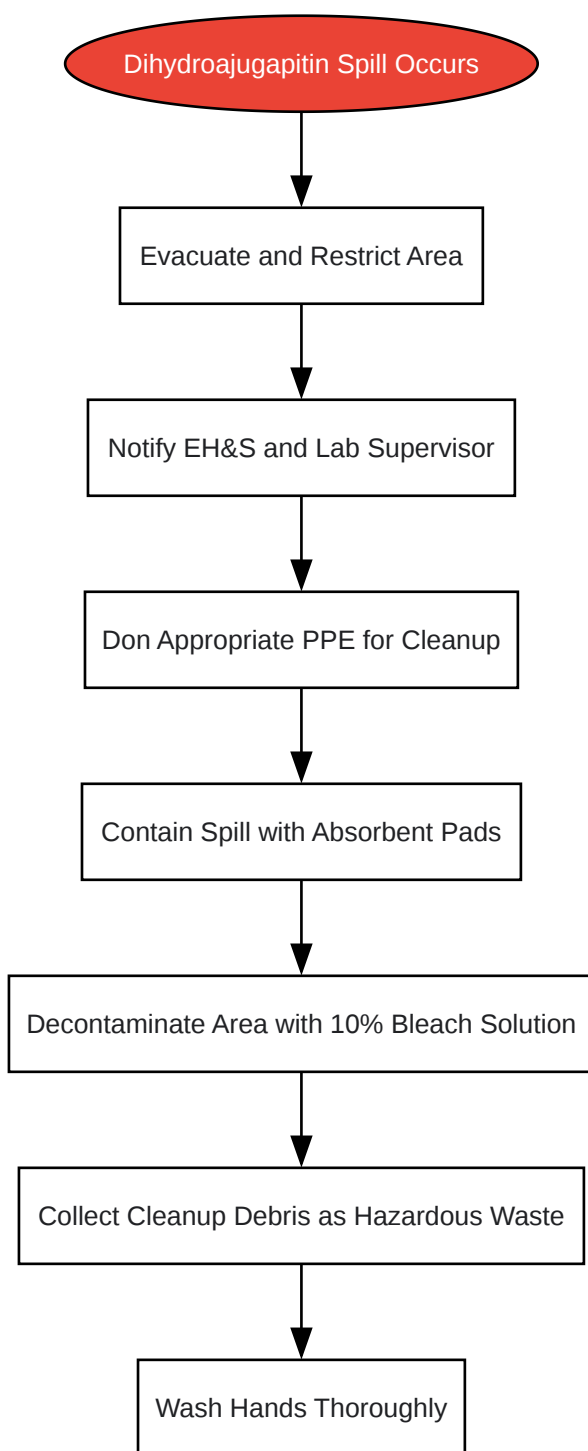 Dihydroajugapitin Spill Occurs
Evacuate and Restrict Area
Notify EH&S and Lab Supervisor
Don Appropriate PPE for Cleanup
Contain Spill with Absorbent Pads
Decontaminate Area with 10% Bleach Solution
Collect Cleanup Debris as Hazardous Waste
Wash Hands Thoroughly